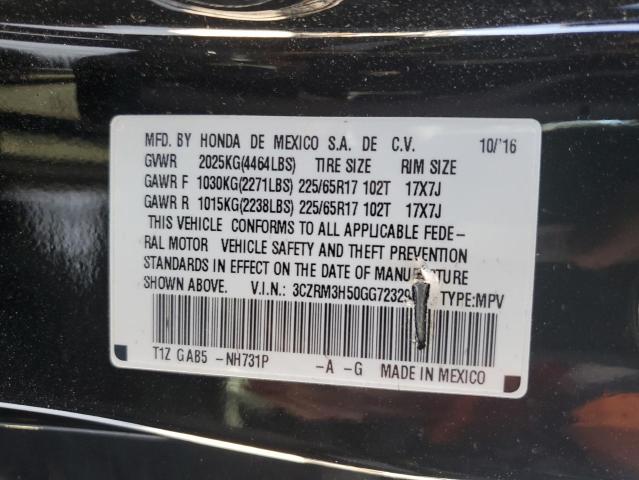 MFD. BY HONDA DE MEXICO S.A. DE C.V. 10/'16
GVWR 2025KG(4464LBS) TIRE SIZE RIM SIZE
GAWR F 1030KG(2271LBS) 225/65R17 102T 17X7J
GAWR R 1015KG(2238LBS) 225/65R17 102T 17X7J
THIS VEHICLE CONFORMS TO ALL APPLICABLE FEDE-
RAL MOTOR VEHICLE SAFETY AND THEFT PREVENTION
STANDARDS IN EFFECT ON THE DATE OF MANUFACTURE
SHOWN ABOVE. V.I.N.: TYPE:MPV
T1Z GAB5 -NH731P -A -G MADE IN MEXICO